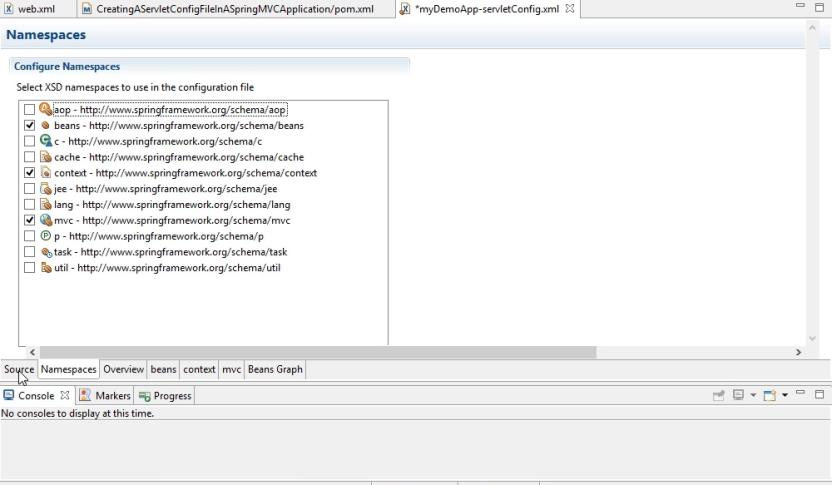 web.xml
CreatingAServletConfigFileInASpringMVCApplication/pom.xml
*myDemoApp-servletConfig.xml
Namespaces
Configure Namespaces
Select XSD namespaces to use in the configuration file
aop - http://www.springframework.org/schema/aop
beans - http://www.springframework.org/schema/beans
c - http://www.springframework.org/schema/c
cache - http://www.springframework.org/schema/cache
context - http://www.springframework.org/schema/context
jee - http://www.springframework.org/schema/jee
lang - http://www.springframework.org/schema/lang
mvc - http://www.springframework.org/schema/mvc
p - http://www.springframework.org/schema/p
task - http://www.springframework.org/schema/task
util - http://www.springframework.org/schema/util
Source Namespaces Overview beans context mvc Beans Graph
Console Markers Progress
No consoles to display at this time.